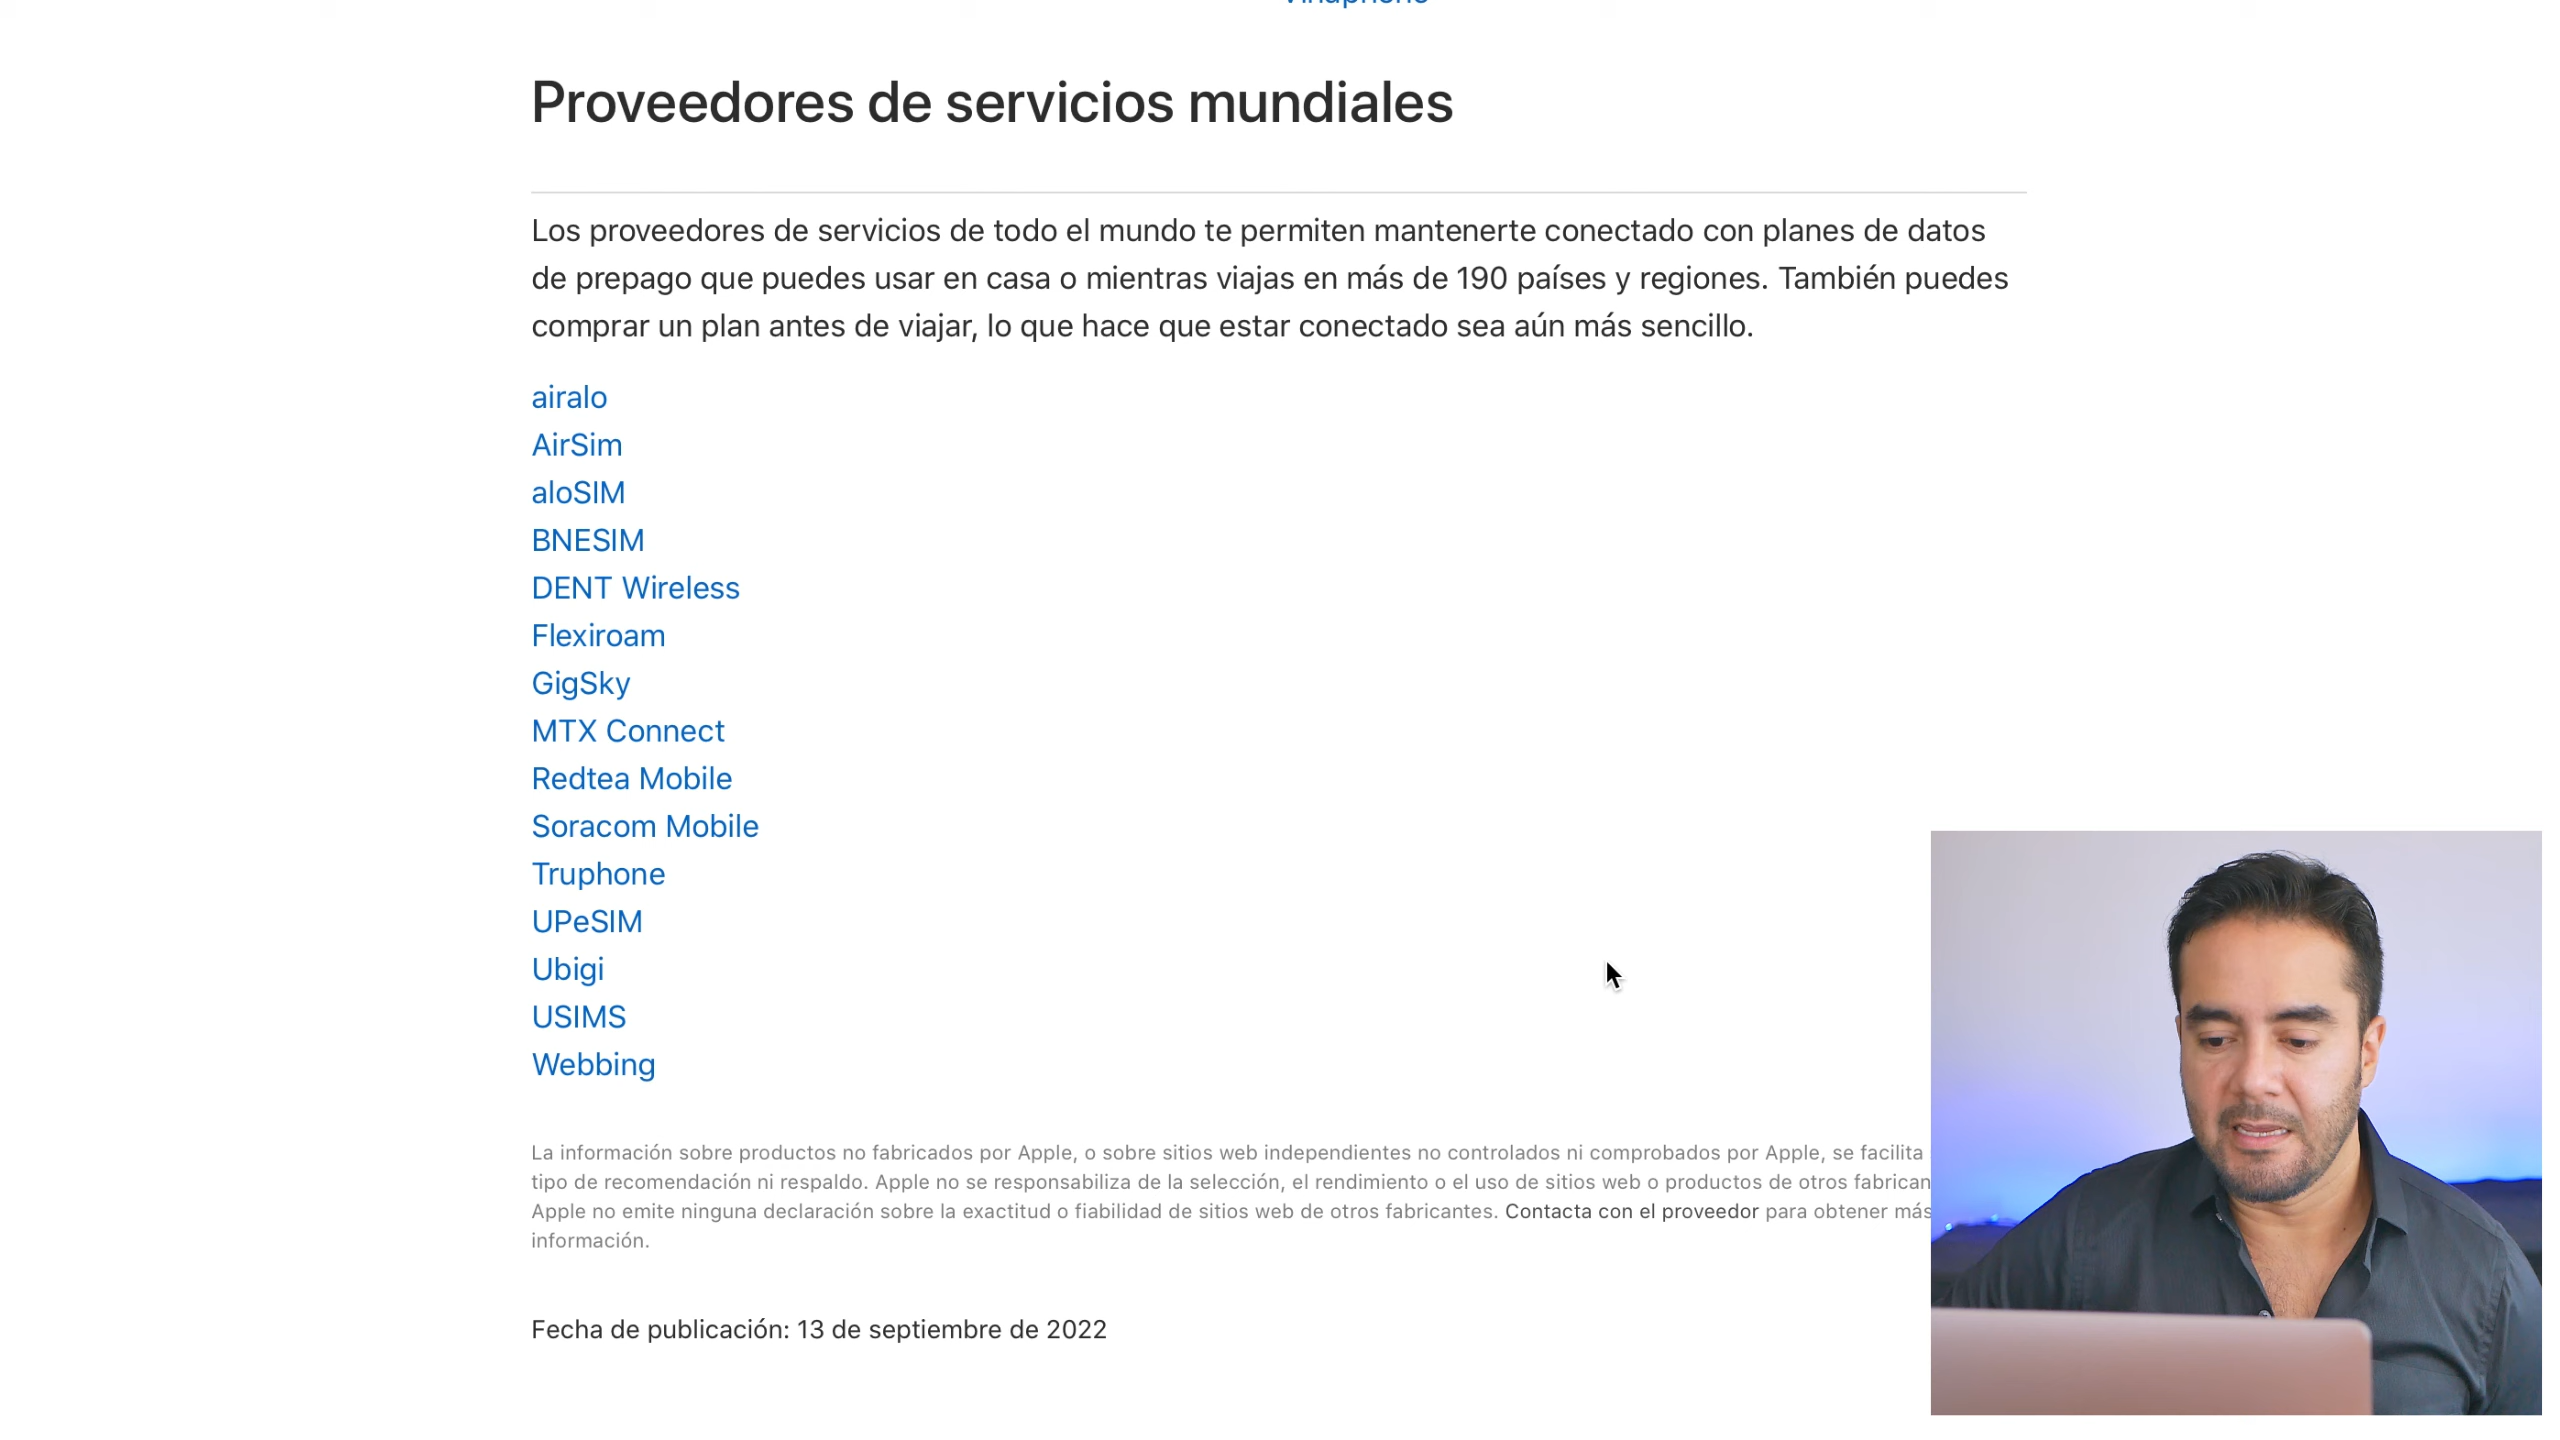 Vinaphone
Proveedores de servicios mundiales
Los proveedores de servicios de todo el mundo te permiten mantenerte conectado con planes de datos
de prepago que puedes usar en casa o mientras viajas en más de 190 países y regiones. También puedes
comprar un plan antes de viajar, lo que hace que estar conectado sea aún más sencillo.
airalo
AirSim
aloSIM
BNESIM
DENT Wireless
Flexiroam
GigSky
MTX Connect
Redtea Mobile
Soracom Mobile
Truphone
UPeSIM
Ubigi
USIMS
Webbing
La información sobre productos no fabricados por Apple, o sobre sitios web independientes no controlados ni comprobados por Apple, se facilita
tipo de recomendación ni respaldo. Apple no se responsabiliza de la selección, el rendimiento o el uso de sitios web o productos de otros fabrican
Apple no emite ninguna declaración sobre la exactitud o fiabilidad de sitios web de otros fabricantes. Contacta con el proveedor para obtener más
información.
Fecha de publicación: 13 de septiembre de 2022